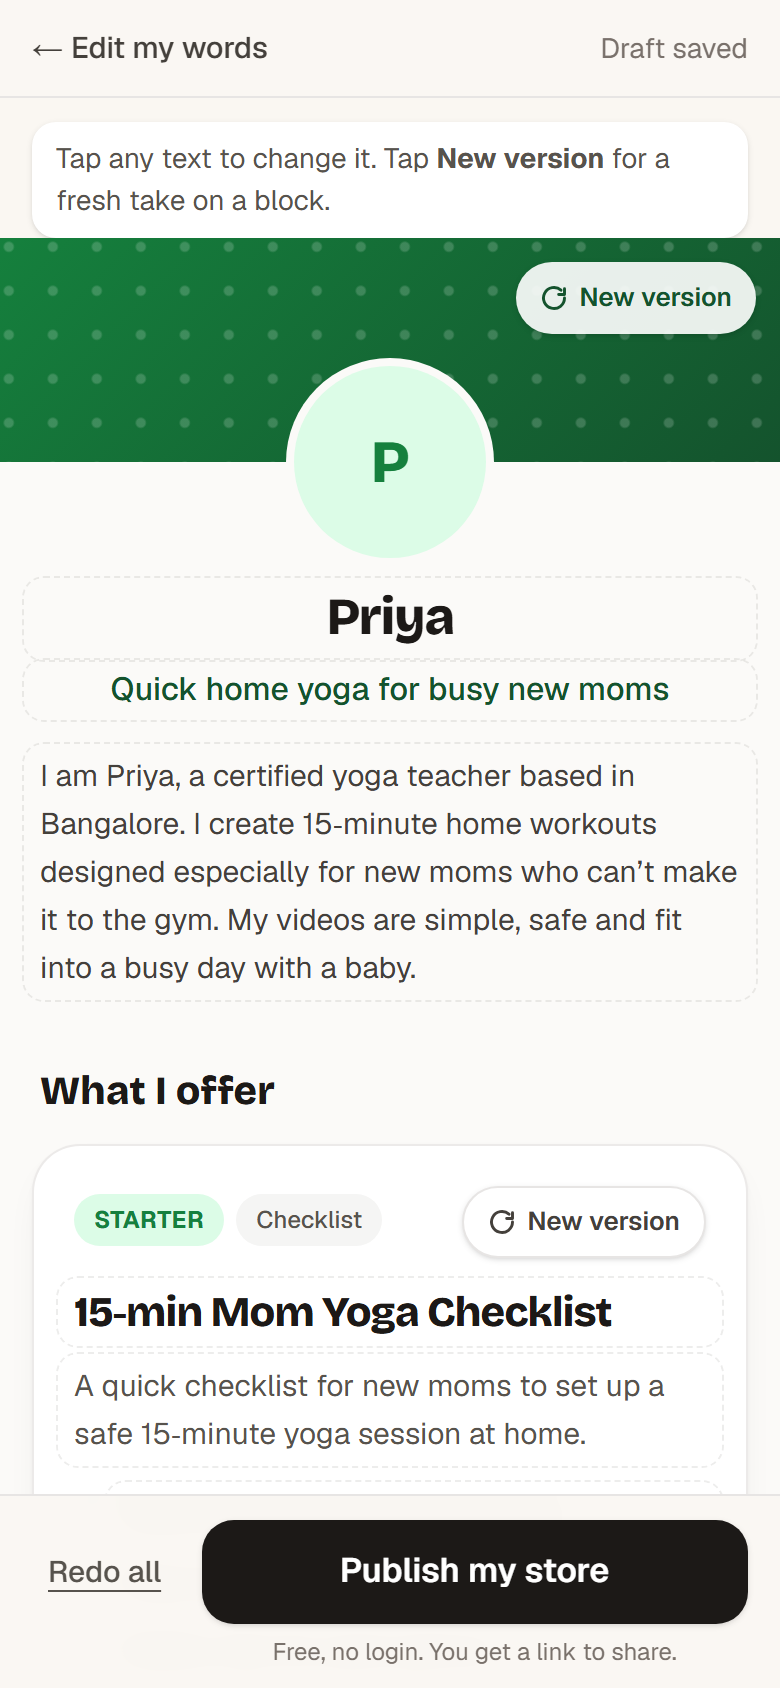 ← Edit my words
Draft saved
Tap any text to change it. Tap New version for a
fresh take on a block.
New version
P
Priya
Quick home yoga for busy new moms
I am Priya, a certified yoga teacher based in
Bangalore. I create 15-minute home workouts
designed especially for new moms who can’t make
it to the gym. My videos are simple, safe and fit
into a busy day with a baby.
What I offer
STARTER
Checklist
New version
15-min Mom Yoga Checklist
A quick checklist for new moms to set up a
safe 15-minute yoga session at home.
Redo all
Publish my store
Free, no login. You get a link to share.